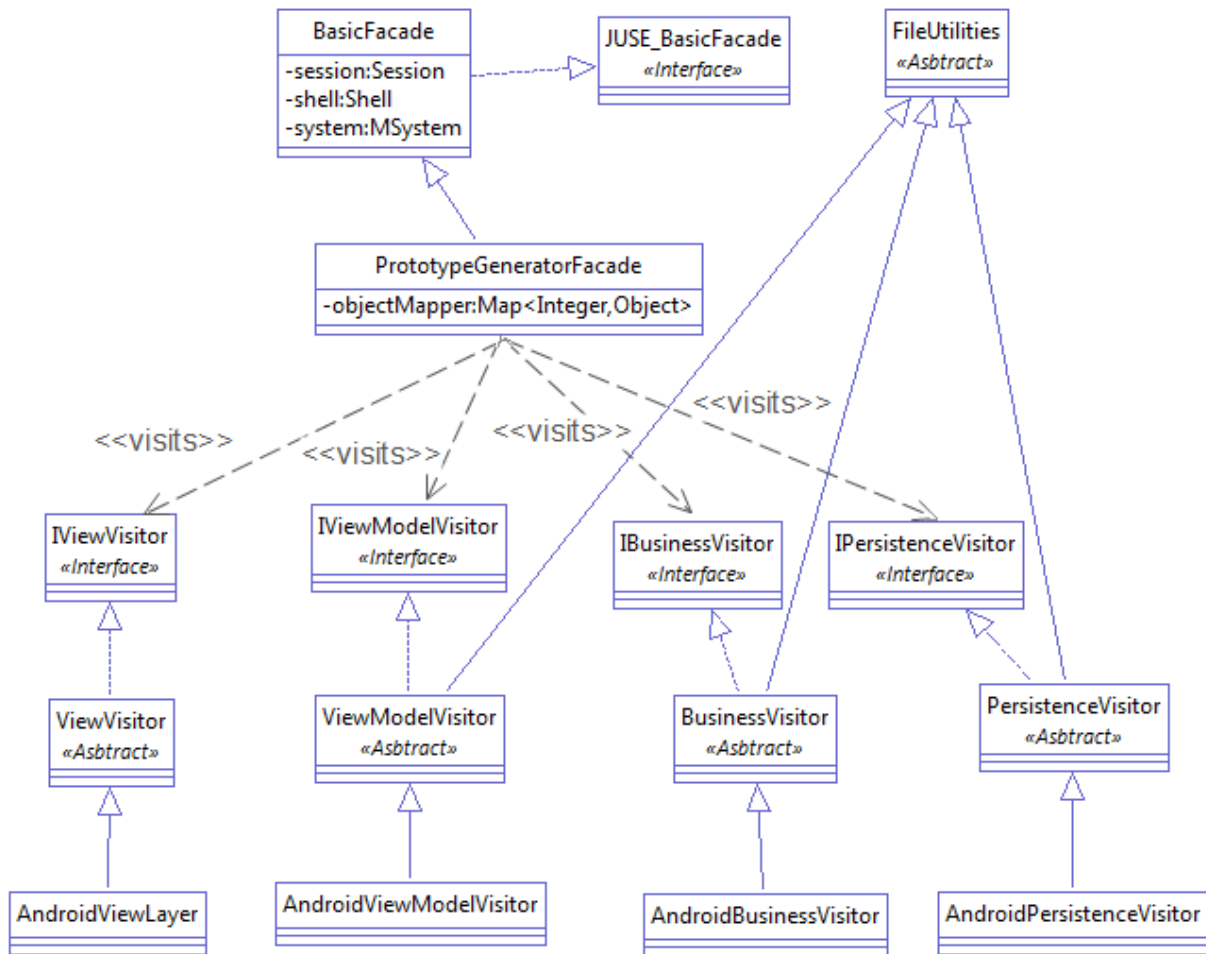 BasicFacade
-session:Session
-shell:Shell
-system:MSystem
JUSE_BasicFacade
«Interface»
FileUtilities
«Asbtract»
PrototypeGeneratorFacade
-objectMapper:Map<Integer,Object>
<<visits>>
<<visits>>
<<visits>>
<<visits>>
IViewVisitor
«Interface»
IViewModelVisitor
«Interface»
IBusinessVisitor
«Interface»
IPersistenceVisitor
«Interface»
ViewVisitor
«Asbtract»
ViewModelVisitor
«Asbtract»
BusinessVisitor
«Asbtract»
PersistenceVisitor
«Asbtract»
AndroidViewLayer
AndroidViewModelVisitor
AndroidBusinessVisitor
AndroidPersistenceVisitor